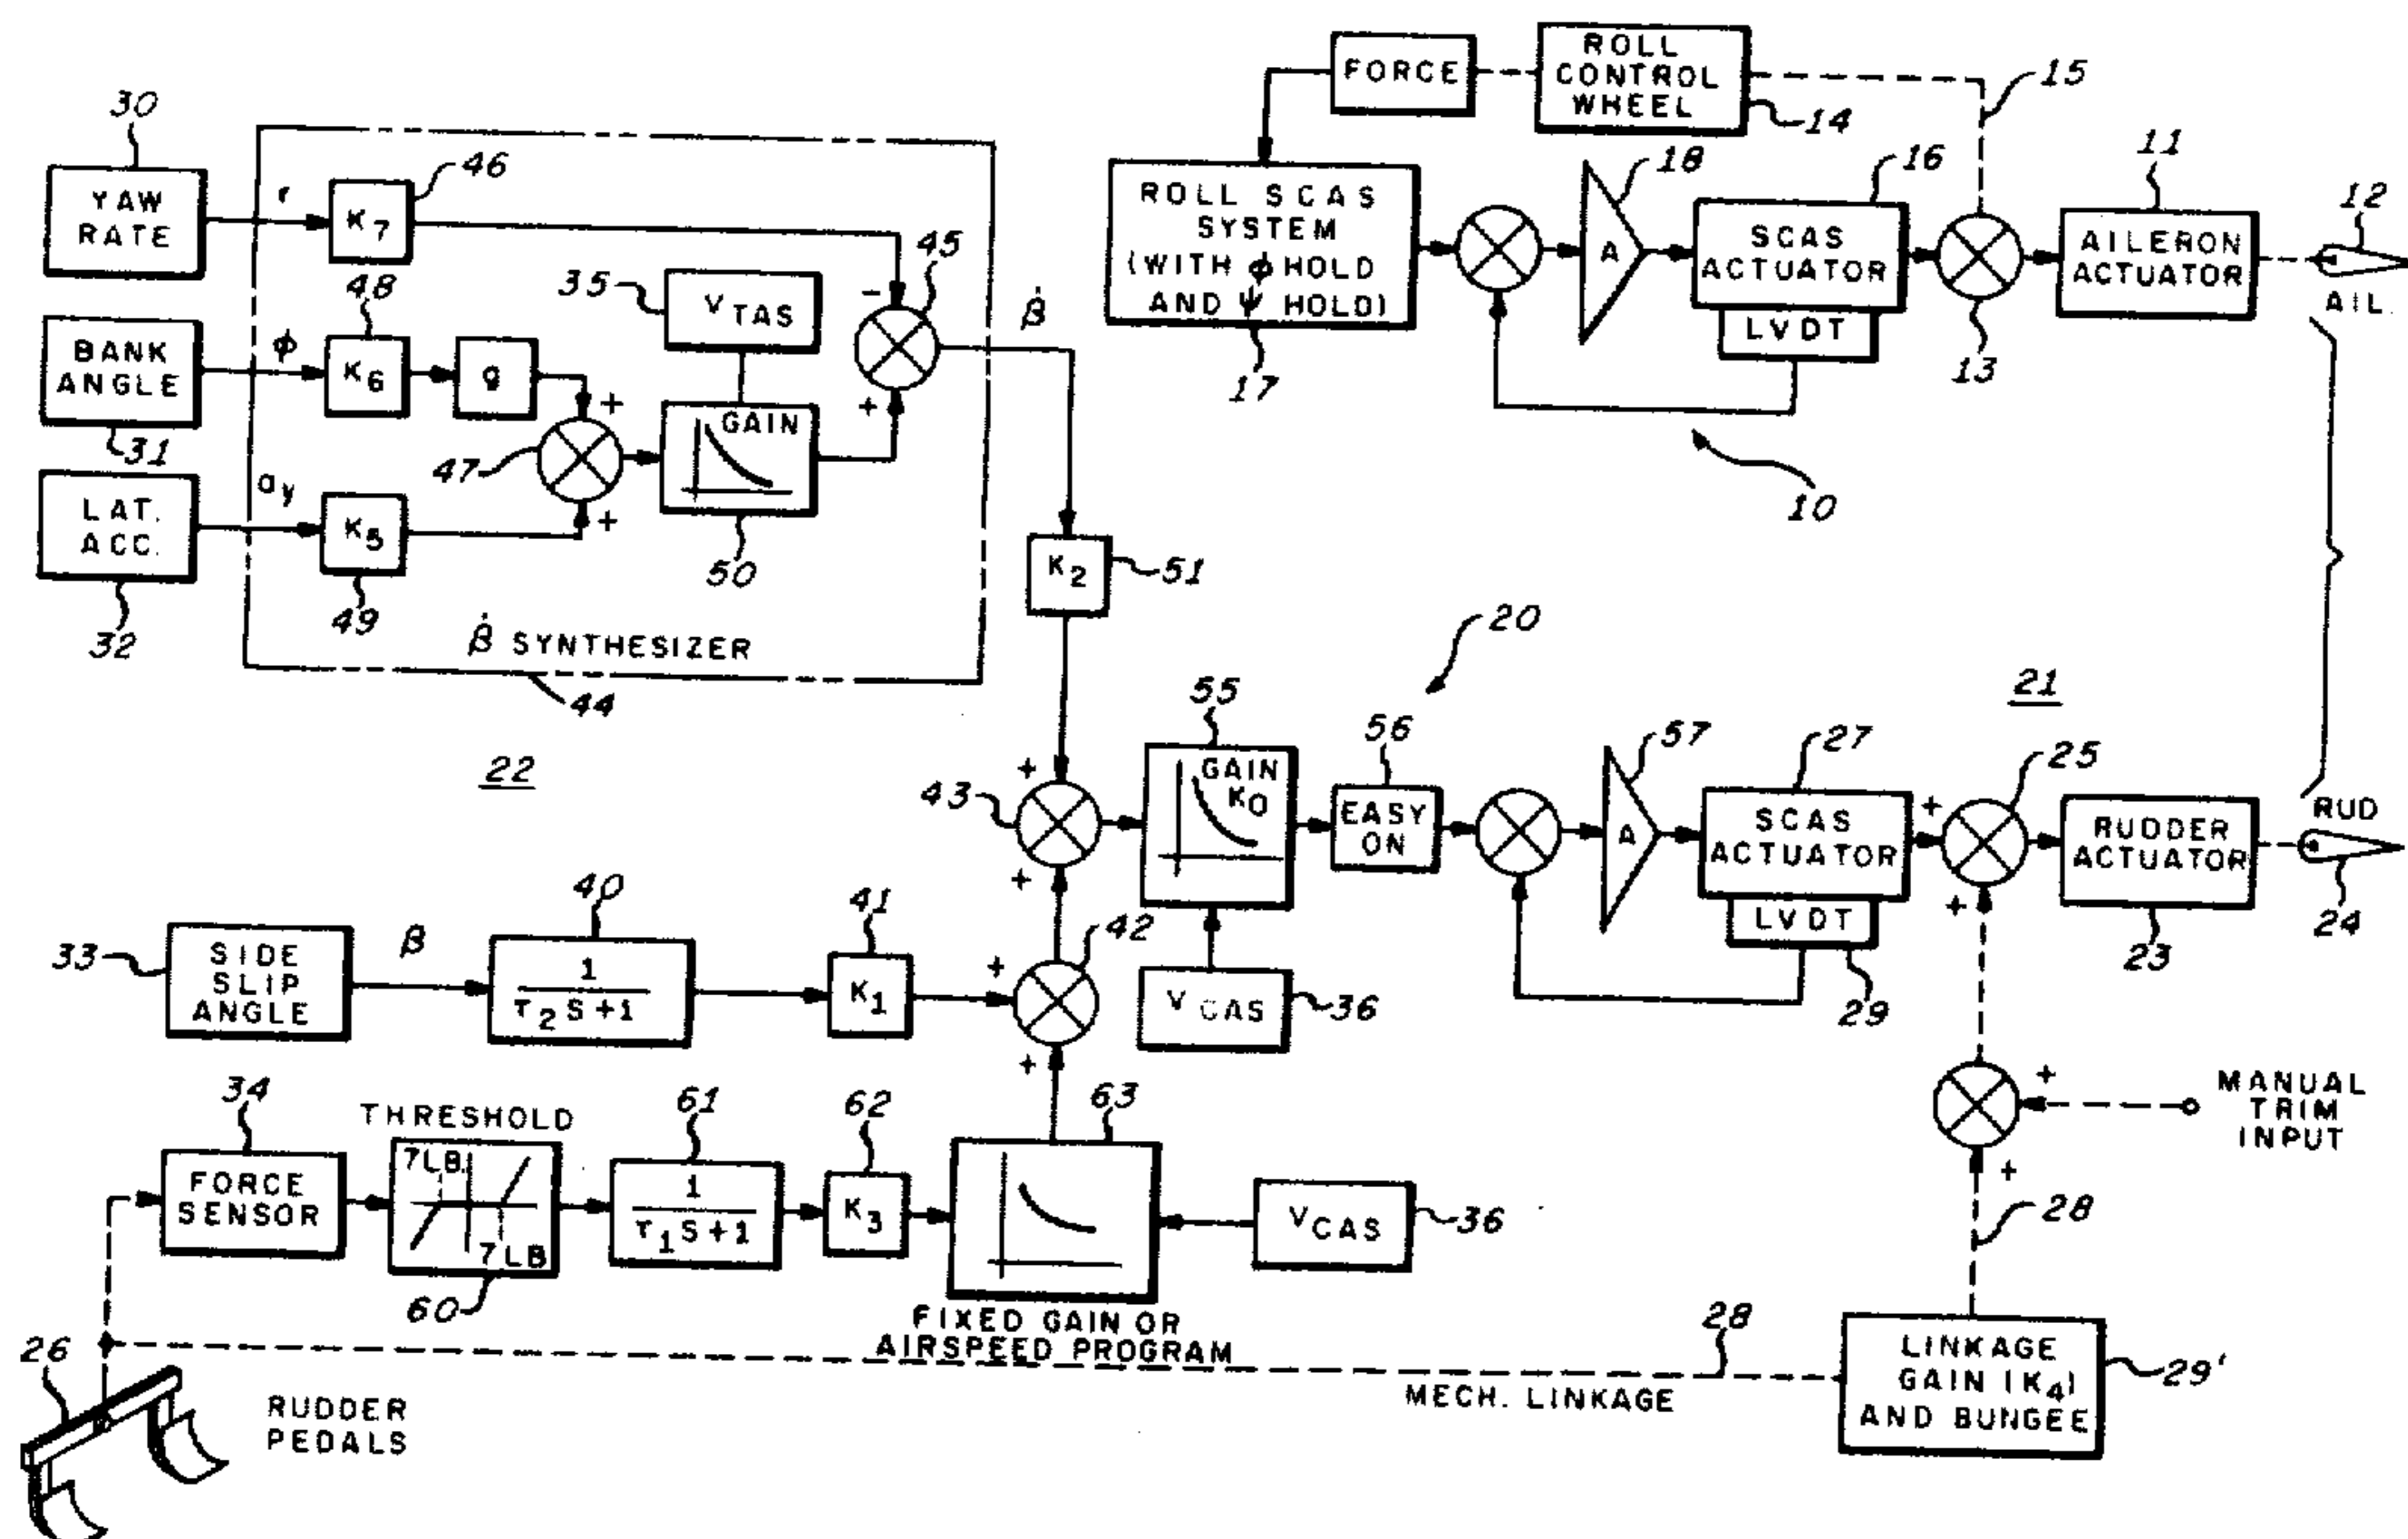 30
YAW
RATE
r
K7
46
BANK
ANGLE
31
φ
48
K6
g
LAT.
ACC.
32
ay
K5
49
47
+
+
35
VTAS
GAIN
50
-
+
45
β̇
β̇ SYNTHESIZER
44
K2
51
FORCE
ROLL
CONTROL
WHEEL
14
15
ROLL SCAS
SYSTEM
(WITH φ HOLD
AND ψ HOLD)
17
18
A
16
SCAS
ACTUATOR
LVDT
13
11
AILERON
ACTUATOR
12
AIL.
10
20
21
22
43
+
+
55
GAIN
K0
56
EASY
ON
57
A
27
SCAS
ACTUATOR
LVDT
29
+
+
25
RUDDER
ACTUATOR
23
RUD
24
33
SIDE
SLIP
ANGLE
β
40
1
τ2S+1
41
K1
+
+
42
VCAS
36
34
FORCE
SENSOR
THRESHOLD
7LB.
7LB
60
61
1
τ1S+1
62
K3
63
VCAS
36
FIXED GAIN OR
AIRSPEED PROGRAM
+
+
MANUAL
TRIM
INPUT
28
28
MECH. LINKAGE
LINKAGE
GAIN (K4)
AND BUNGEE
29'
26
RUDDER
PEDALS